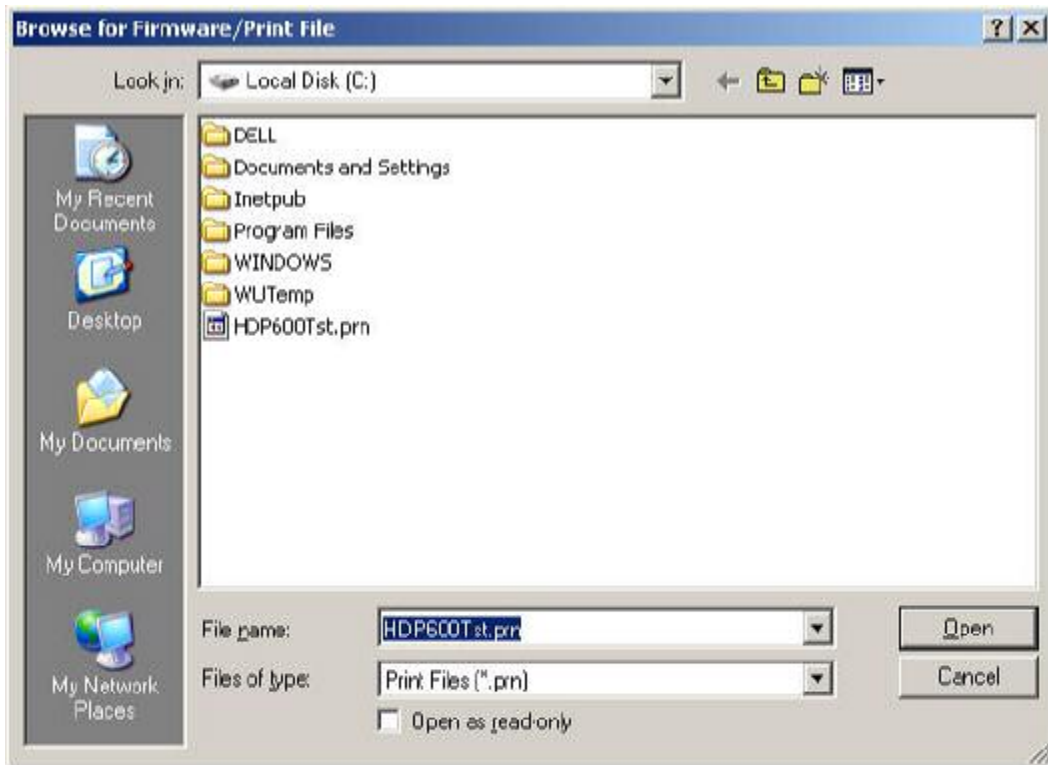 Browse for Firmware/Print File
Look in:
Local Disk (C:)
My Recent
Documents
Desktop
My Documents
My Computer
My Network
Places
DELL
Documents and Settings
Inetpub
Program Files
WINDOWS
WUTemp
HDP600Tst.prn
File name:
HDP600Tst.prn
Open
Files of type:
Print Files (*.prn)
Cancel
Open as read-only